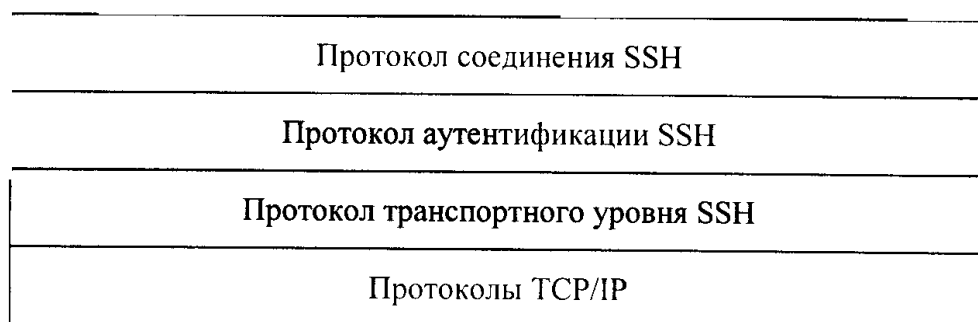 Протокол соединения SSH
Протокол аутентификации SSH
Протокол транспортного уровня SSH
Протоколы TCP/IP